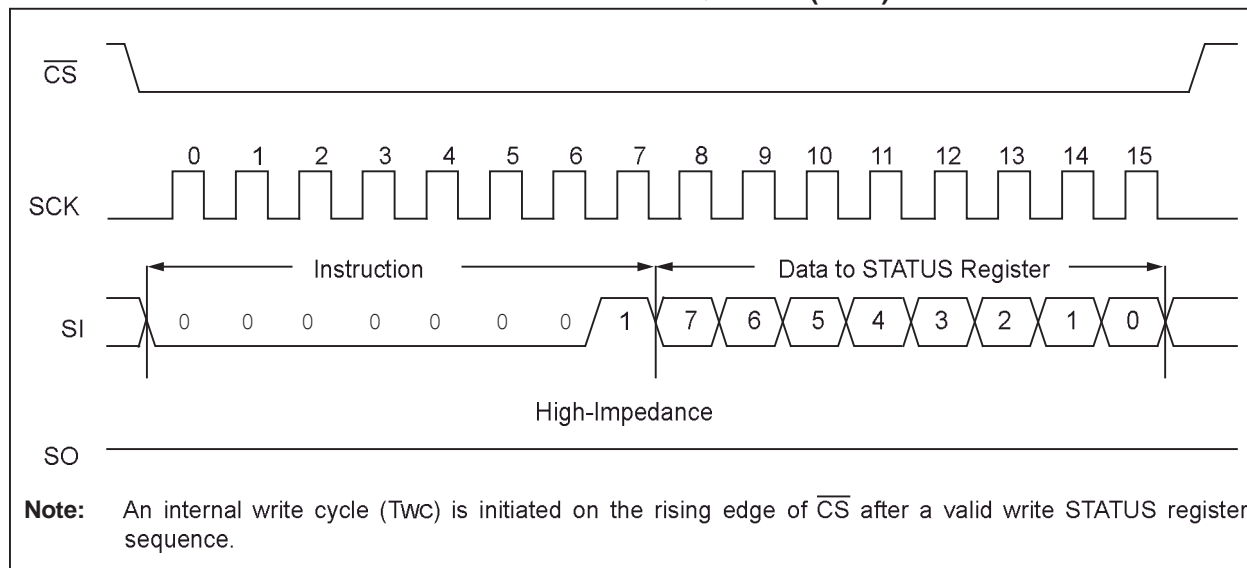 CS
0 1 2 3 4 5 6 7 8 9 10 11 12 13 14 15
SCK
Instruction
Data to STATUS Register
SI
0 0 0 0 0 0 0 1 7 6 5 4 3 2 1 0
High-Impedance
SO
Note: An internal write cycle (TWC) is initiated on the rising edge of CS after a valid write STATUS register
sequence.